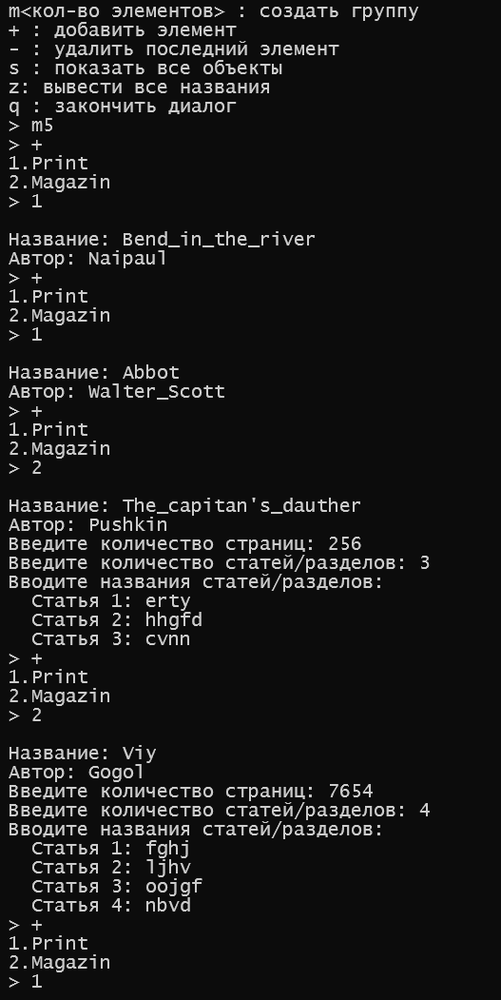 m<кол-во элементов> : создать группу
+ : добавить элемент
- : удалить последний элемент
s : показать все объекты
z: вывести все названия
q : закончить диалог
> m5
> +
1.Print
2.Magazin
> 1
Название: Bend_in_the_river
Автор: Naipaul
> +
1.Print
2.Magazin
> 1
Название: Abbot
Автор: Walter_Scott
> +
1.Print
2.Magazin
> 2
Название: The_capitan's_dauther
Автор: Pushkin
Введите количество страниц: 256
Введите количество статей/разделов: 3
Вводите названия статей/разделов:
Статья 1: erty
Статья 2: hhgfd
Статья 3: cvnn
> +
1.Print
2.Magazin
> 2
Название: Viy
Автор: Gogol
Введите количество страниц: 7654
Введите количество статей/разделов: 4
Вводите названия статей/разделов:
Статья 1: fghj
Статья 2: ljhv
Статья 3: oojgf
Статья 4: nbvd
> +
1.Print
2.Magazin
> 1